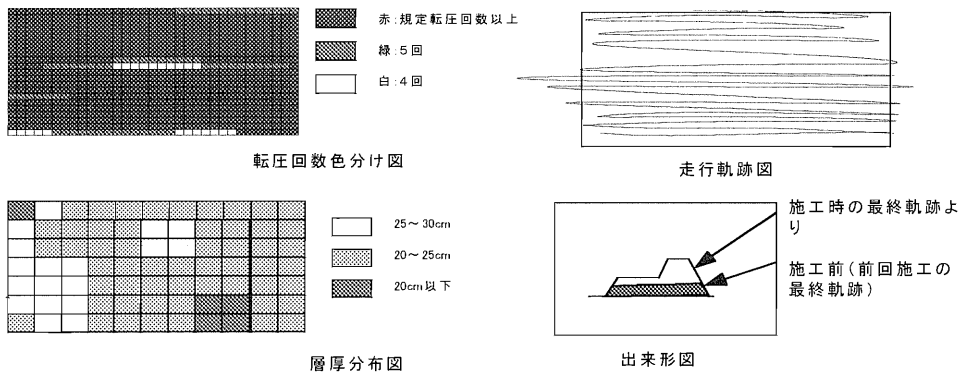 赤:規定転圧回数以上
緑:5回
白:4回
転圧回数色分け図
走行軌跡図
25～30cm
20～25cm
20cm以下
層厚分布図
施工時の最終軌跡よ
り
施工前(前回施工の
最終軌跡)
出来形図